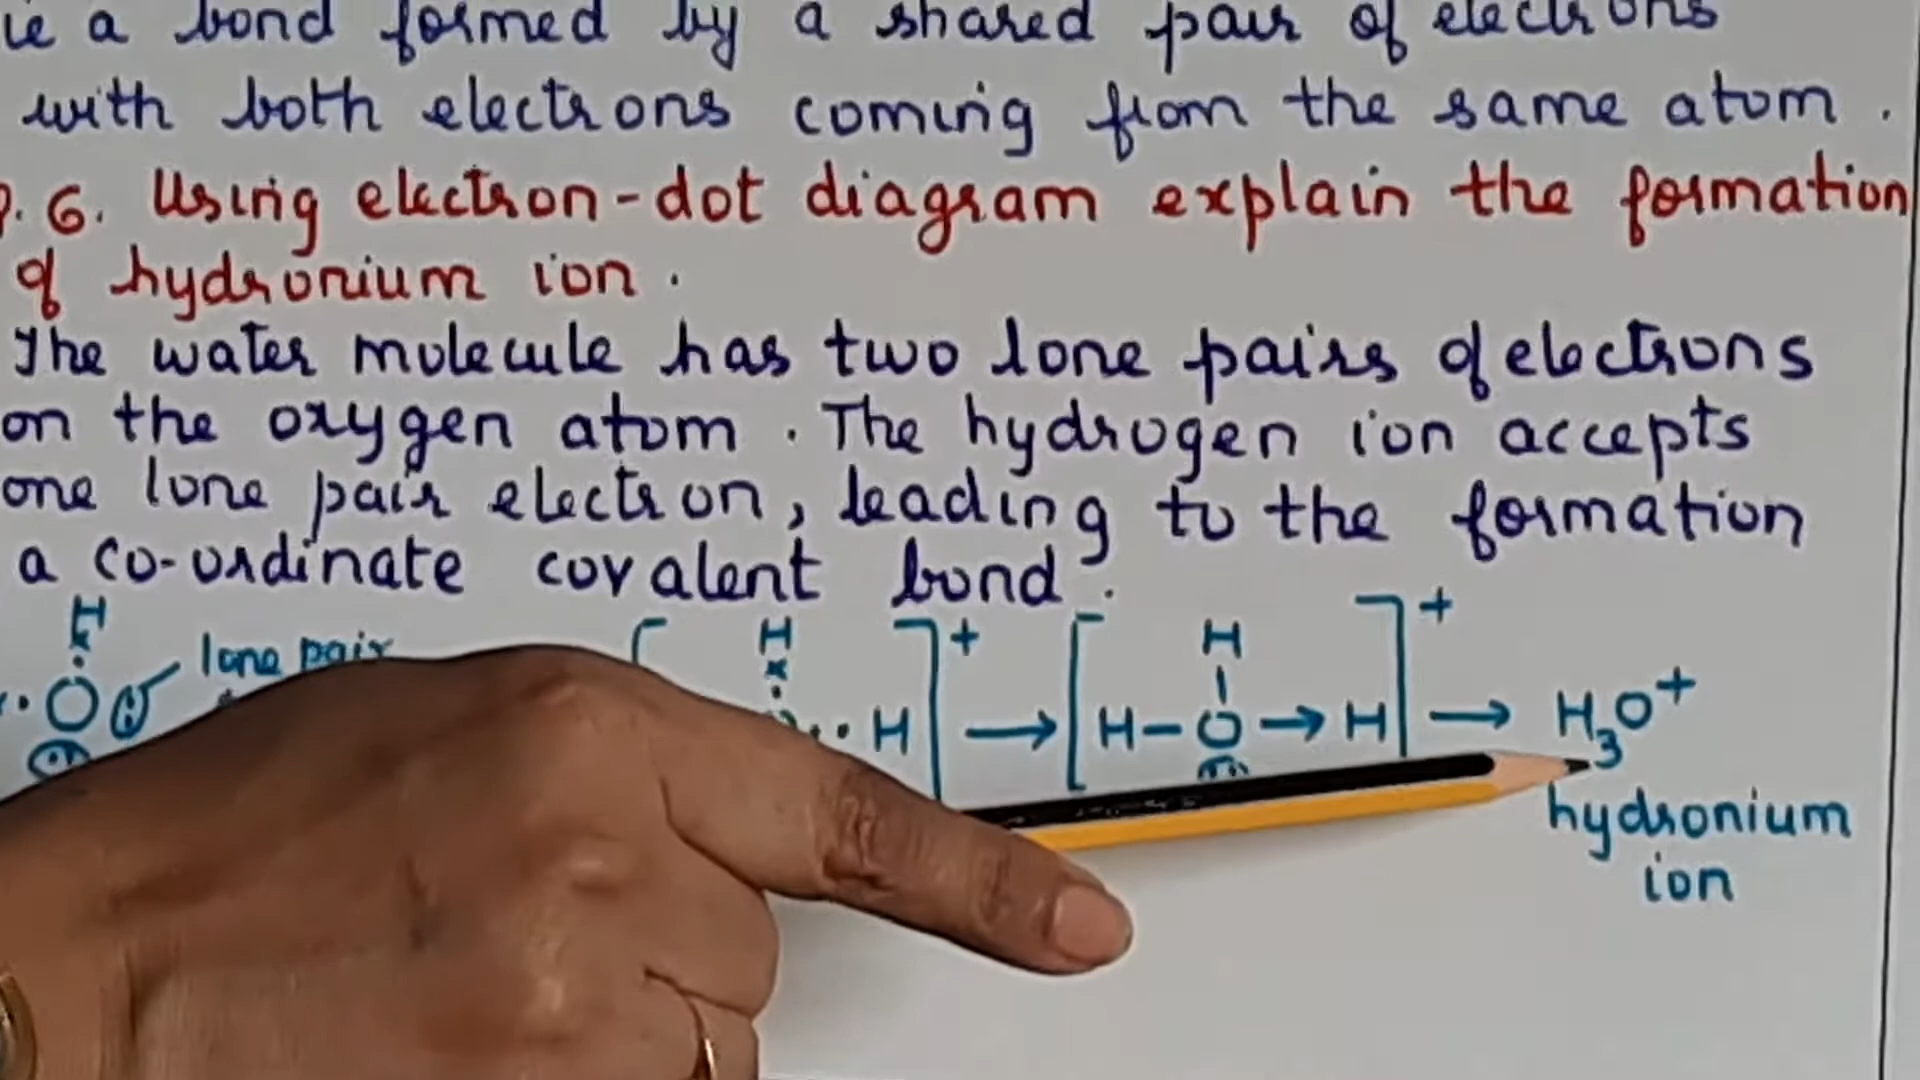 ie a bond formed by a shared pair of electrons
with both electrons coming from the same atom.
6. Using electron-dot diagram explain the formation
of hydronium ion.
The water molecule has two lone pairs of electrons
on the oxygen atom. The hydrogen ion accepts
one lone pair electron, leading to the formation
a co-ordinate covalent bond.
H
lone pair
O
[H H]+ → [H-O→H]+ → H3O+
H
hydronium
ion